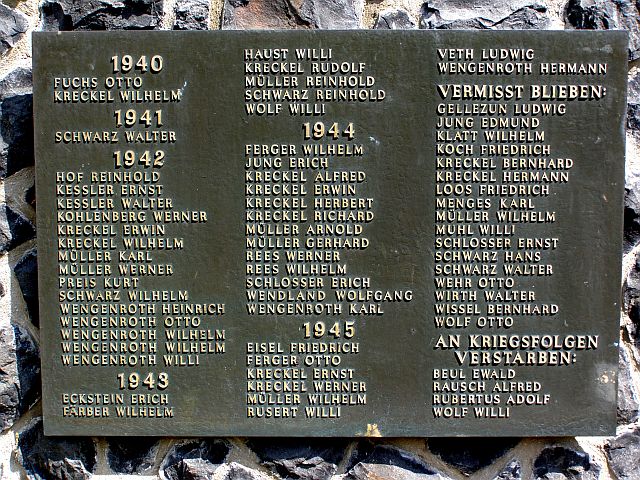 1940
FUCHS OTTO
KRECKEL WILHELM
1941
SCHWARZ WALTER
1942
HOF REINHOLD
KESSLER ERNST
KESSLER WALTER
KOHLENBERG WERNER
KRECKEL ERWIN
KRECKEL WILHELM
MÜLLER KARL
MÜLLER WERNER
PREIS KURT
SCHWARZ WILHELM
WENGENROTH HEINRICH
WENGENROTH OTTO
WENGENROTH WILHELM
WENGENROTH WILHELM
WENGENROTH WILLI
1943
ECKSTEIN ERICH
FÄRBER WILHELM
HAUST WILLI
KRECKEL RUDOLF
MÜLLER REINHOLD
SCHWARZ REINHOLD
WOLF WILLI
1944
FERGER WILHELM
JUNG ERICH
KRECKEL ALFRED
KRECKEL ERWIN
KRECKEL HERBERT
KRECKEL RICHARD
MÜLLER ARNOLD
MÜLLER GERHARD
REES WERNER
REES WILHELM
SCHLOSSER ERICH
WENDLAND WOLFGANG
WENGENROTH KARL
1945
EISEL FRIEDRICH
FERGER OTTO
KRECKEL ERNST
KRECKEL WERNER
MÜLLER WILHELM
RUSERT WILLI
VETH LUDWIG
WENGENROTH HERMANN
VERMISST BLIEBEN:
GELLEZUN LUDWIG
JUNG EDMUND
KLATT WILHELM
KOCH FRIEDRICH
KRECKEL BERNHARD
KRECKEL HERMANN
LOOS FRIEDRICH
MENGES KARL
MÜLLER WILHELM
MÜHL WILLI
SCHLOSSER ERNST
SCHWARZ HANS
SCHWARZ WALTER
WEHR OTTO
WIRTH WALTER
WISSEL BERNHARD
WOLF OTTO
AN KRIEGSFOLGEN
VERSTARBEN:
BEUL EWALD
RAUSCH ALFRED
RUBERTUS ADOLF
WOLF WILLI